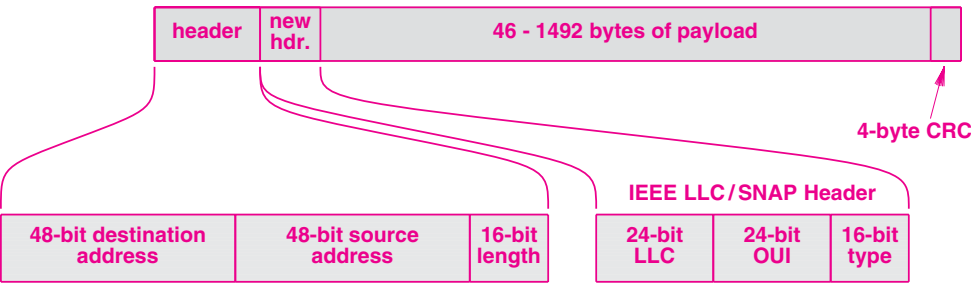 header
new
hdr.
46 - 1492 bytes of payload
4-byte CRC
IEEE LLC / SNAP Header
48-bit destination
address
48-bit source
address
16-bit
length
24-bit
LLC
24-bit
OUI
16-bit
type